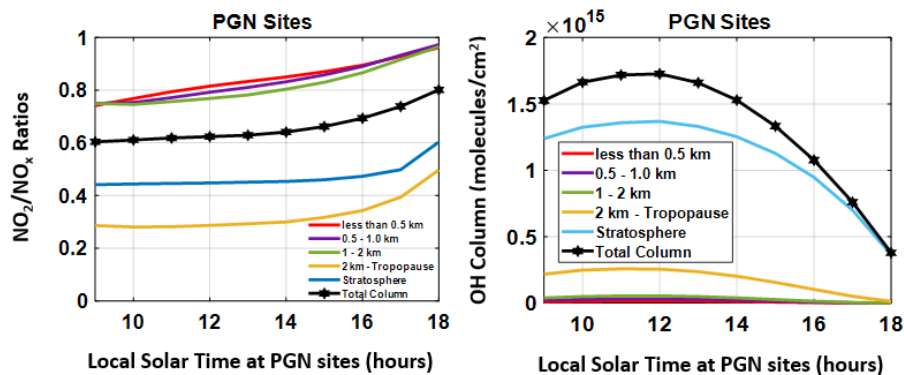 PGN Sites
1
0.8
0.6
0.4
0.2
0
NO2/NOx Ratios
less than 0.5 km
0.5 - 1.0 km
1 - 2 km
2 km - Tropopause
Stratosphere
Total Column
10 12 14 16 18
Local Solar Time at PGN sites (hours)
×10^15
PGN Sites
2
1.5
1
0.5
0
OH Column (molecules/cm²)
less than 0.5 km
0.5 - 1.0 km
1 - 2 km
2 km - Tropopause
Stratosphere
Total Column
10 12 14 16 18
Local Solar Time at PGN sites (hours)